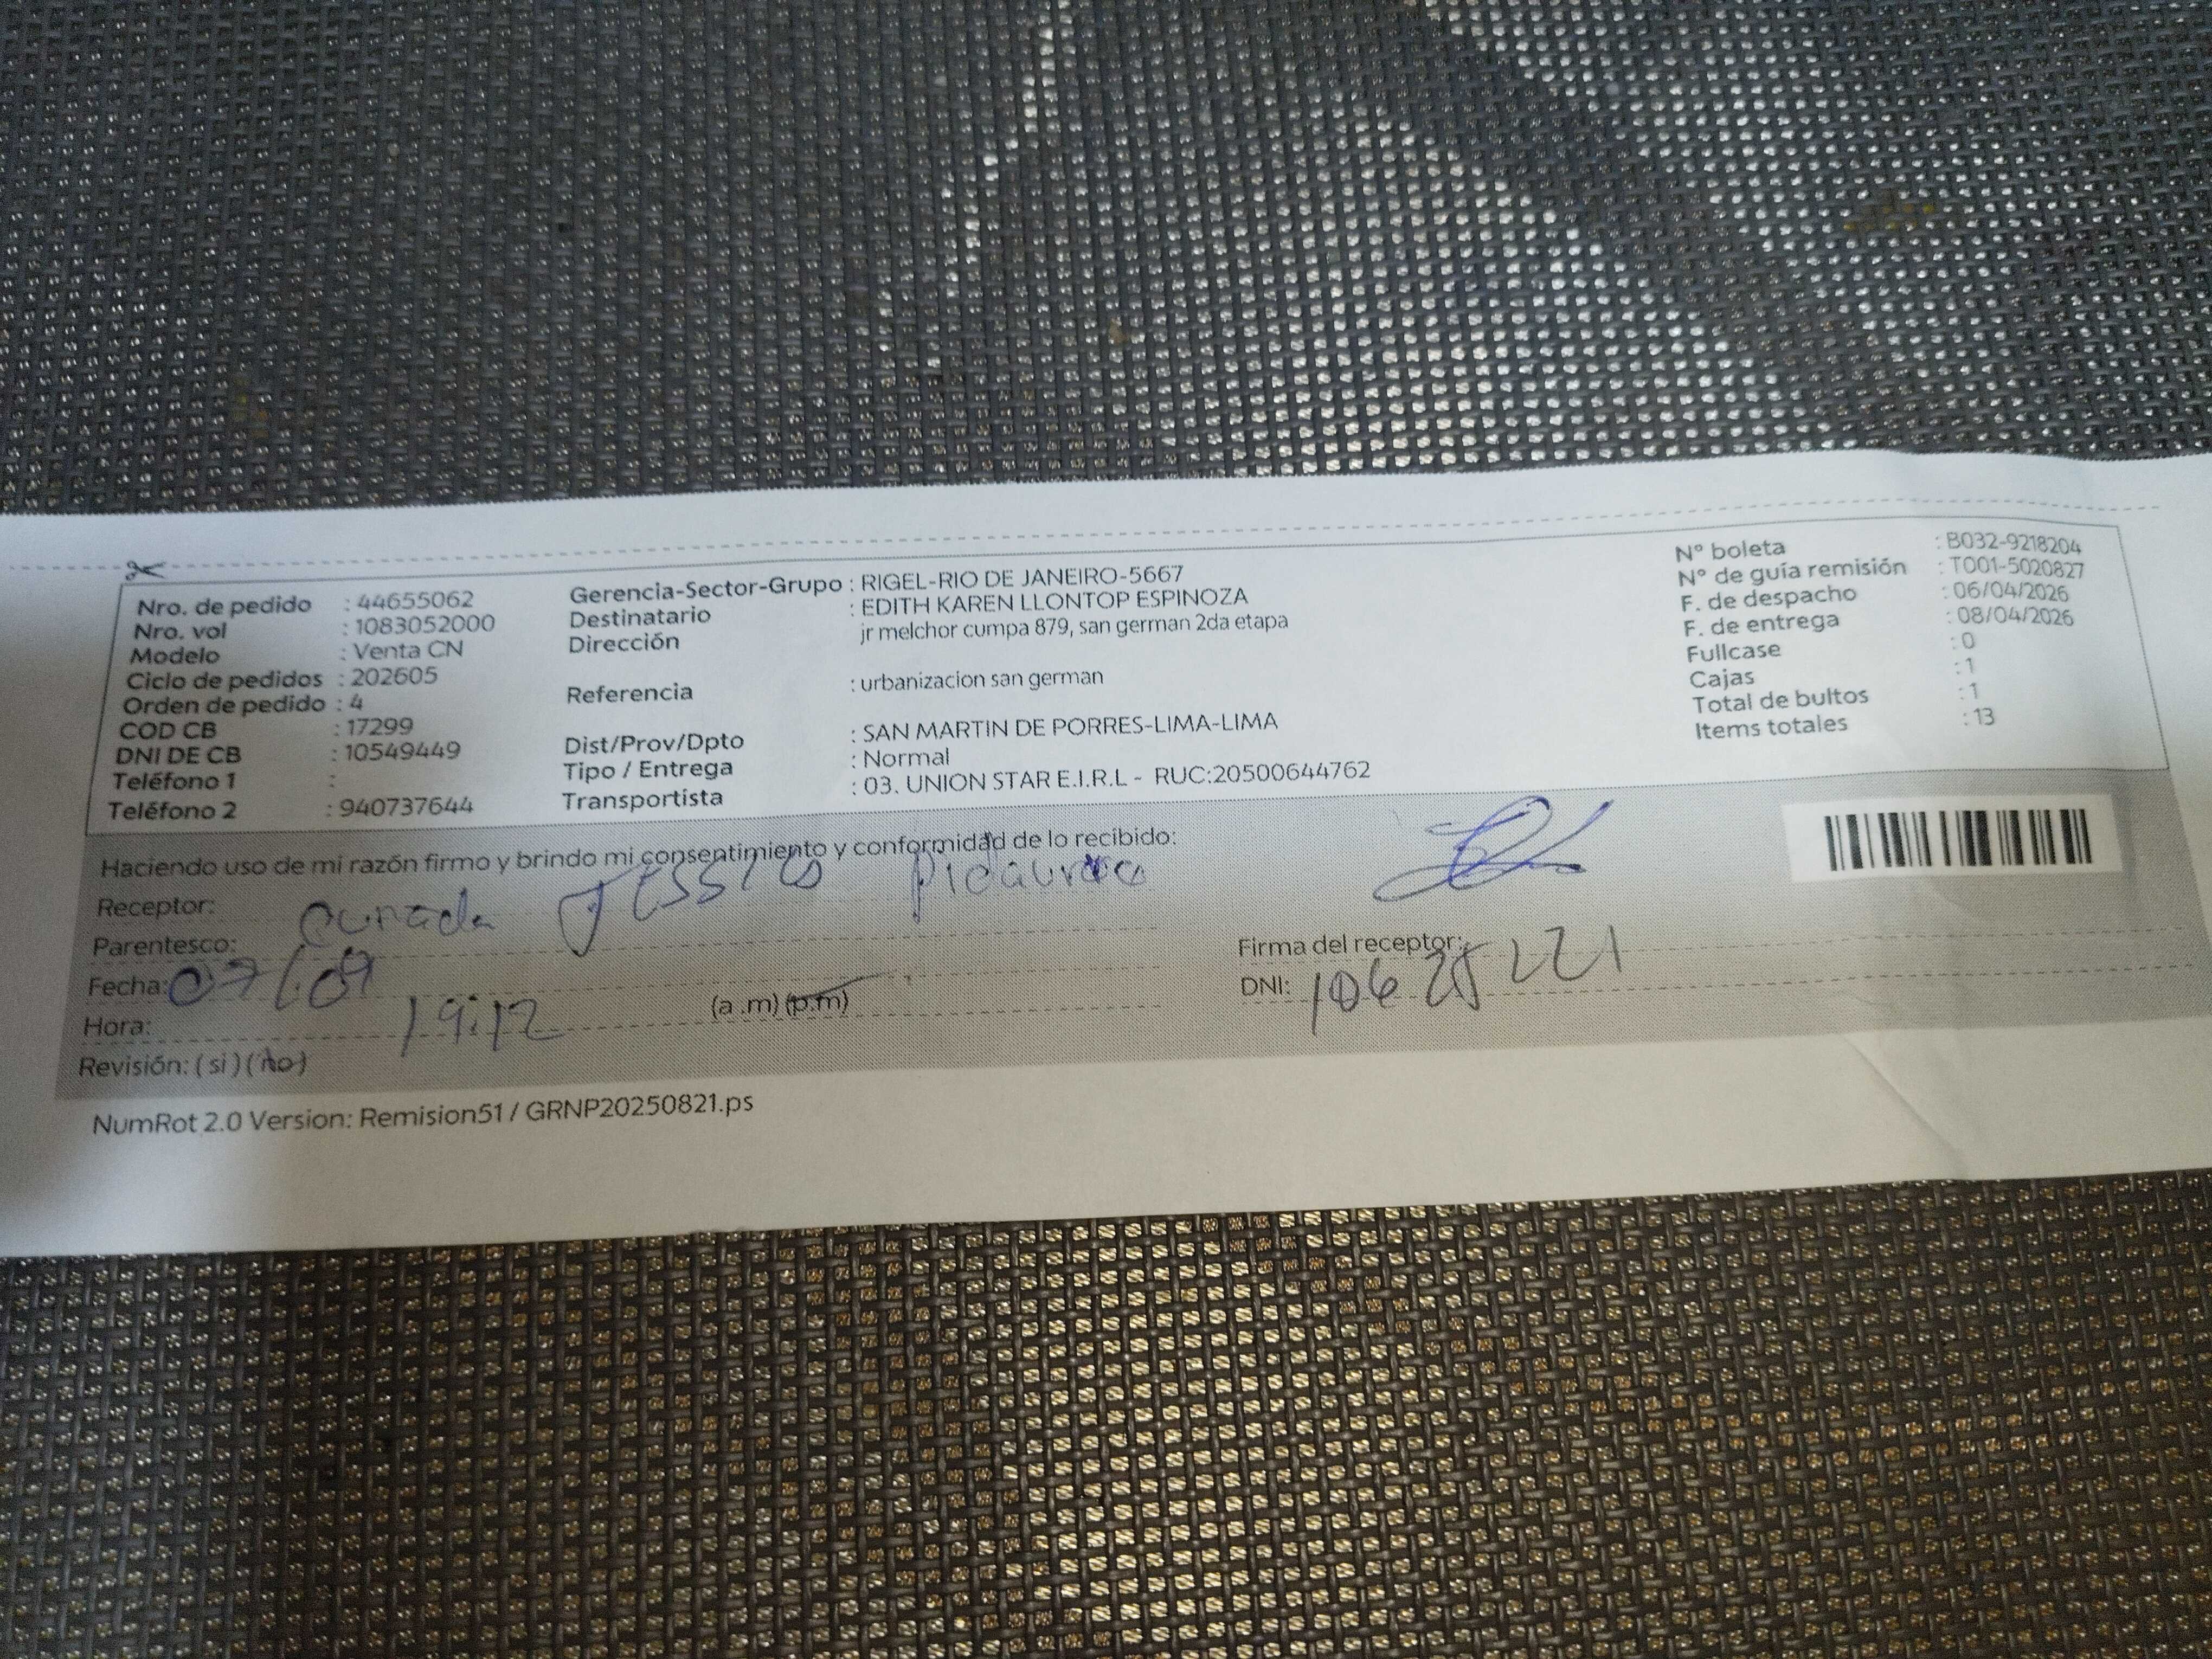 Nro. de pedido : 44655062
Nro. vol : 1083052000
Modelo : Venta CN
Ciclo de pedidos : 202605
Orden de pedido : 4
COD CB : 17299
DNI DE CB : 10549449
Teléfono 1 :
Teléfono 2 : 940737644
Gerencia-Sector-Grupo : RIGEL-RIO DE JANEIRO-5667
Destinatario : EDITH KAREN LLONTOP ESPINOZA
Dirección jr melchor cumpa 879, san german 2da etapa
Referencia : urbanizacion san german
Dist/Prov/Dpto : SAN MARTIN DE PORRES-LIMA-LIMA
Tipo / Entrega : Normal
Transportista : 03. UNION STAR E.I.R.L - RUC:20500644762
N° boleta : B032-9218204
N° de guía remisión : T001-5020827
F. de despacho : 06/04/2026
F. de entrega : 08/04/2026
Fullcase : 0
Cajas : 1
Total de bultos : 1
Items totales : 13
Haciendo uso de mi razón firmo y brindo mi consentimiento y conformidad de lo recibido:
Receptor:
Parentesco:
Fecha:
Hora: 19:12 (a .m) (p.m)
Revisión: (si) (no)
Firma del receptor:
DNI:
NumRot 2.0 Version: Remision51 / GRNP20250821.ps